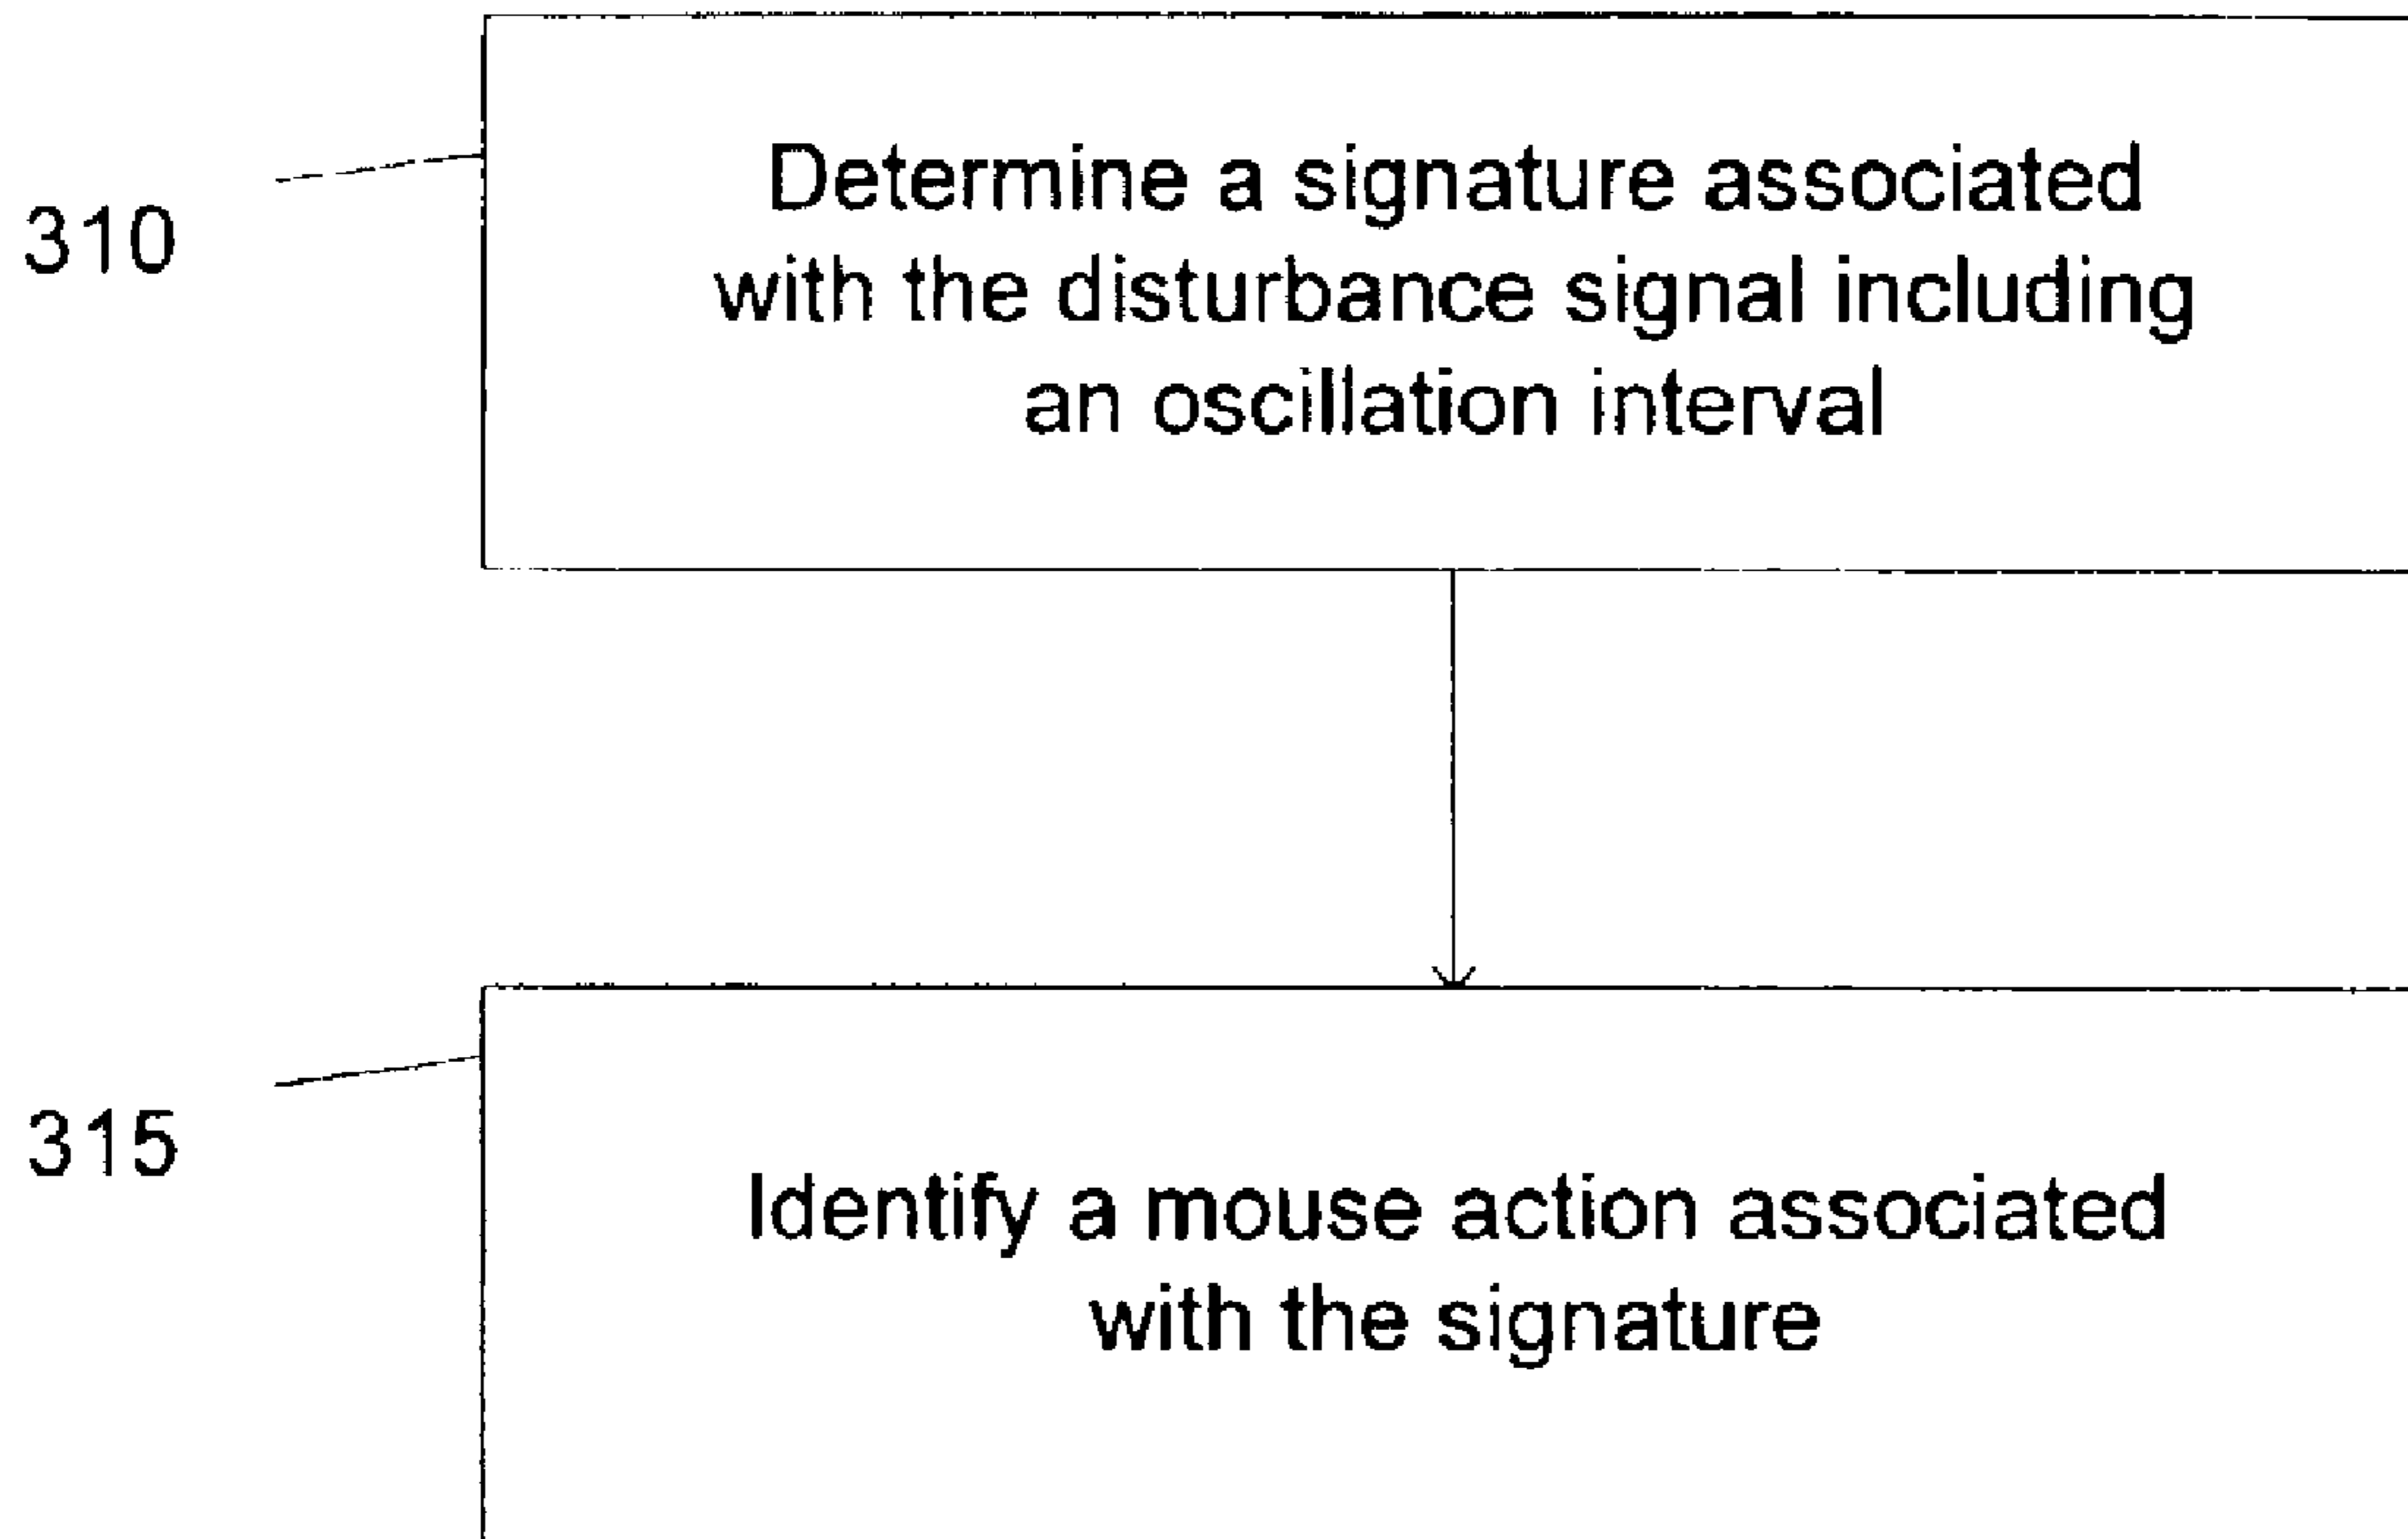 310
Determine a signature associated
with the disturbance signal including
an oscillation interval
315
Identify a mouse action associated
with the signature